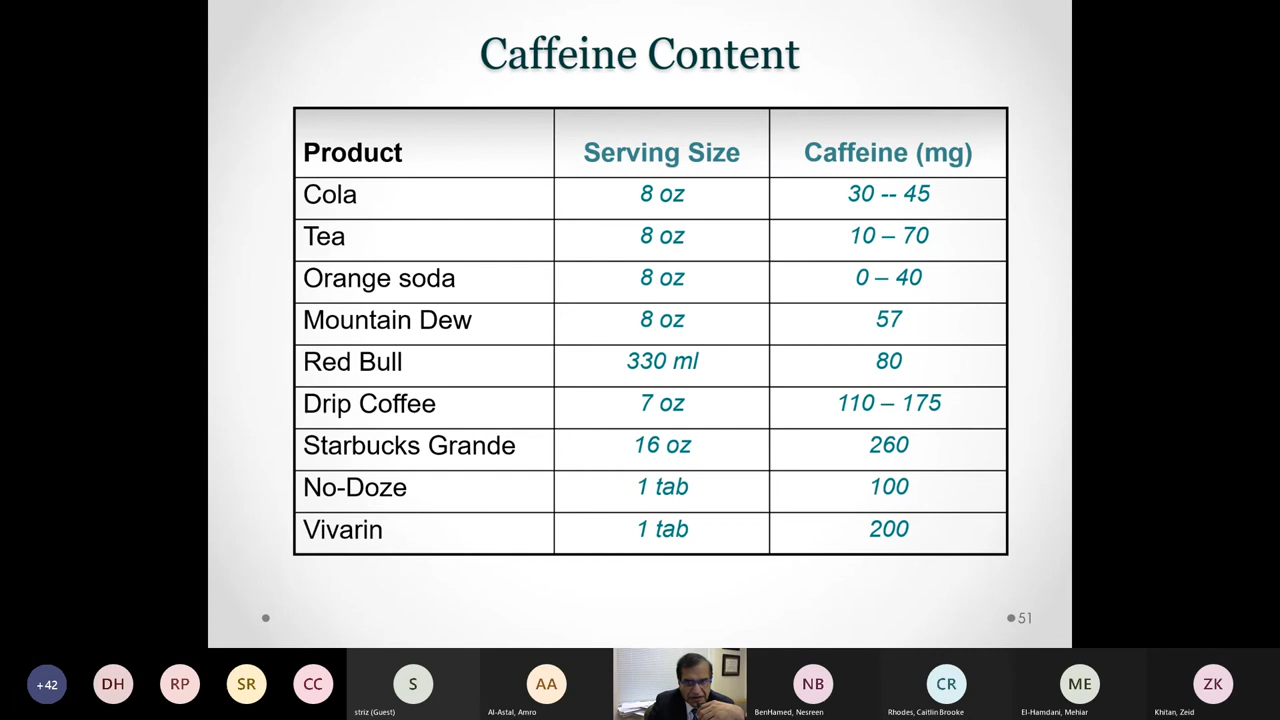 Caffeine Content
Product Serving Size Caffeine (mg)
Cola 8 oz 30 -- 45
Tea 8 oz 10 – 70
Orange soda 8 oz 0 – 40
Mountain Dew 8 oz 57
Red Bull 330 ml 80
Drip Coffee 7 oz 110 – 175
Starbucks Grande 16 oz 260
No-Doze 1 tab 100
Vivarin 1 tab 200
51
+42 DH RP SR CC S AA NB CR ME ZK
striz (Guest) Al-Astal, Amro BenHamed, Nesreen Rhodes, Caitlin Brooke El-Hamdani, Mehiar Khitan, Zeid